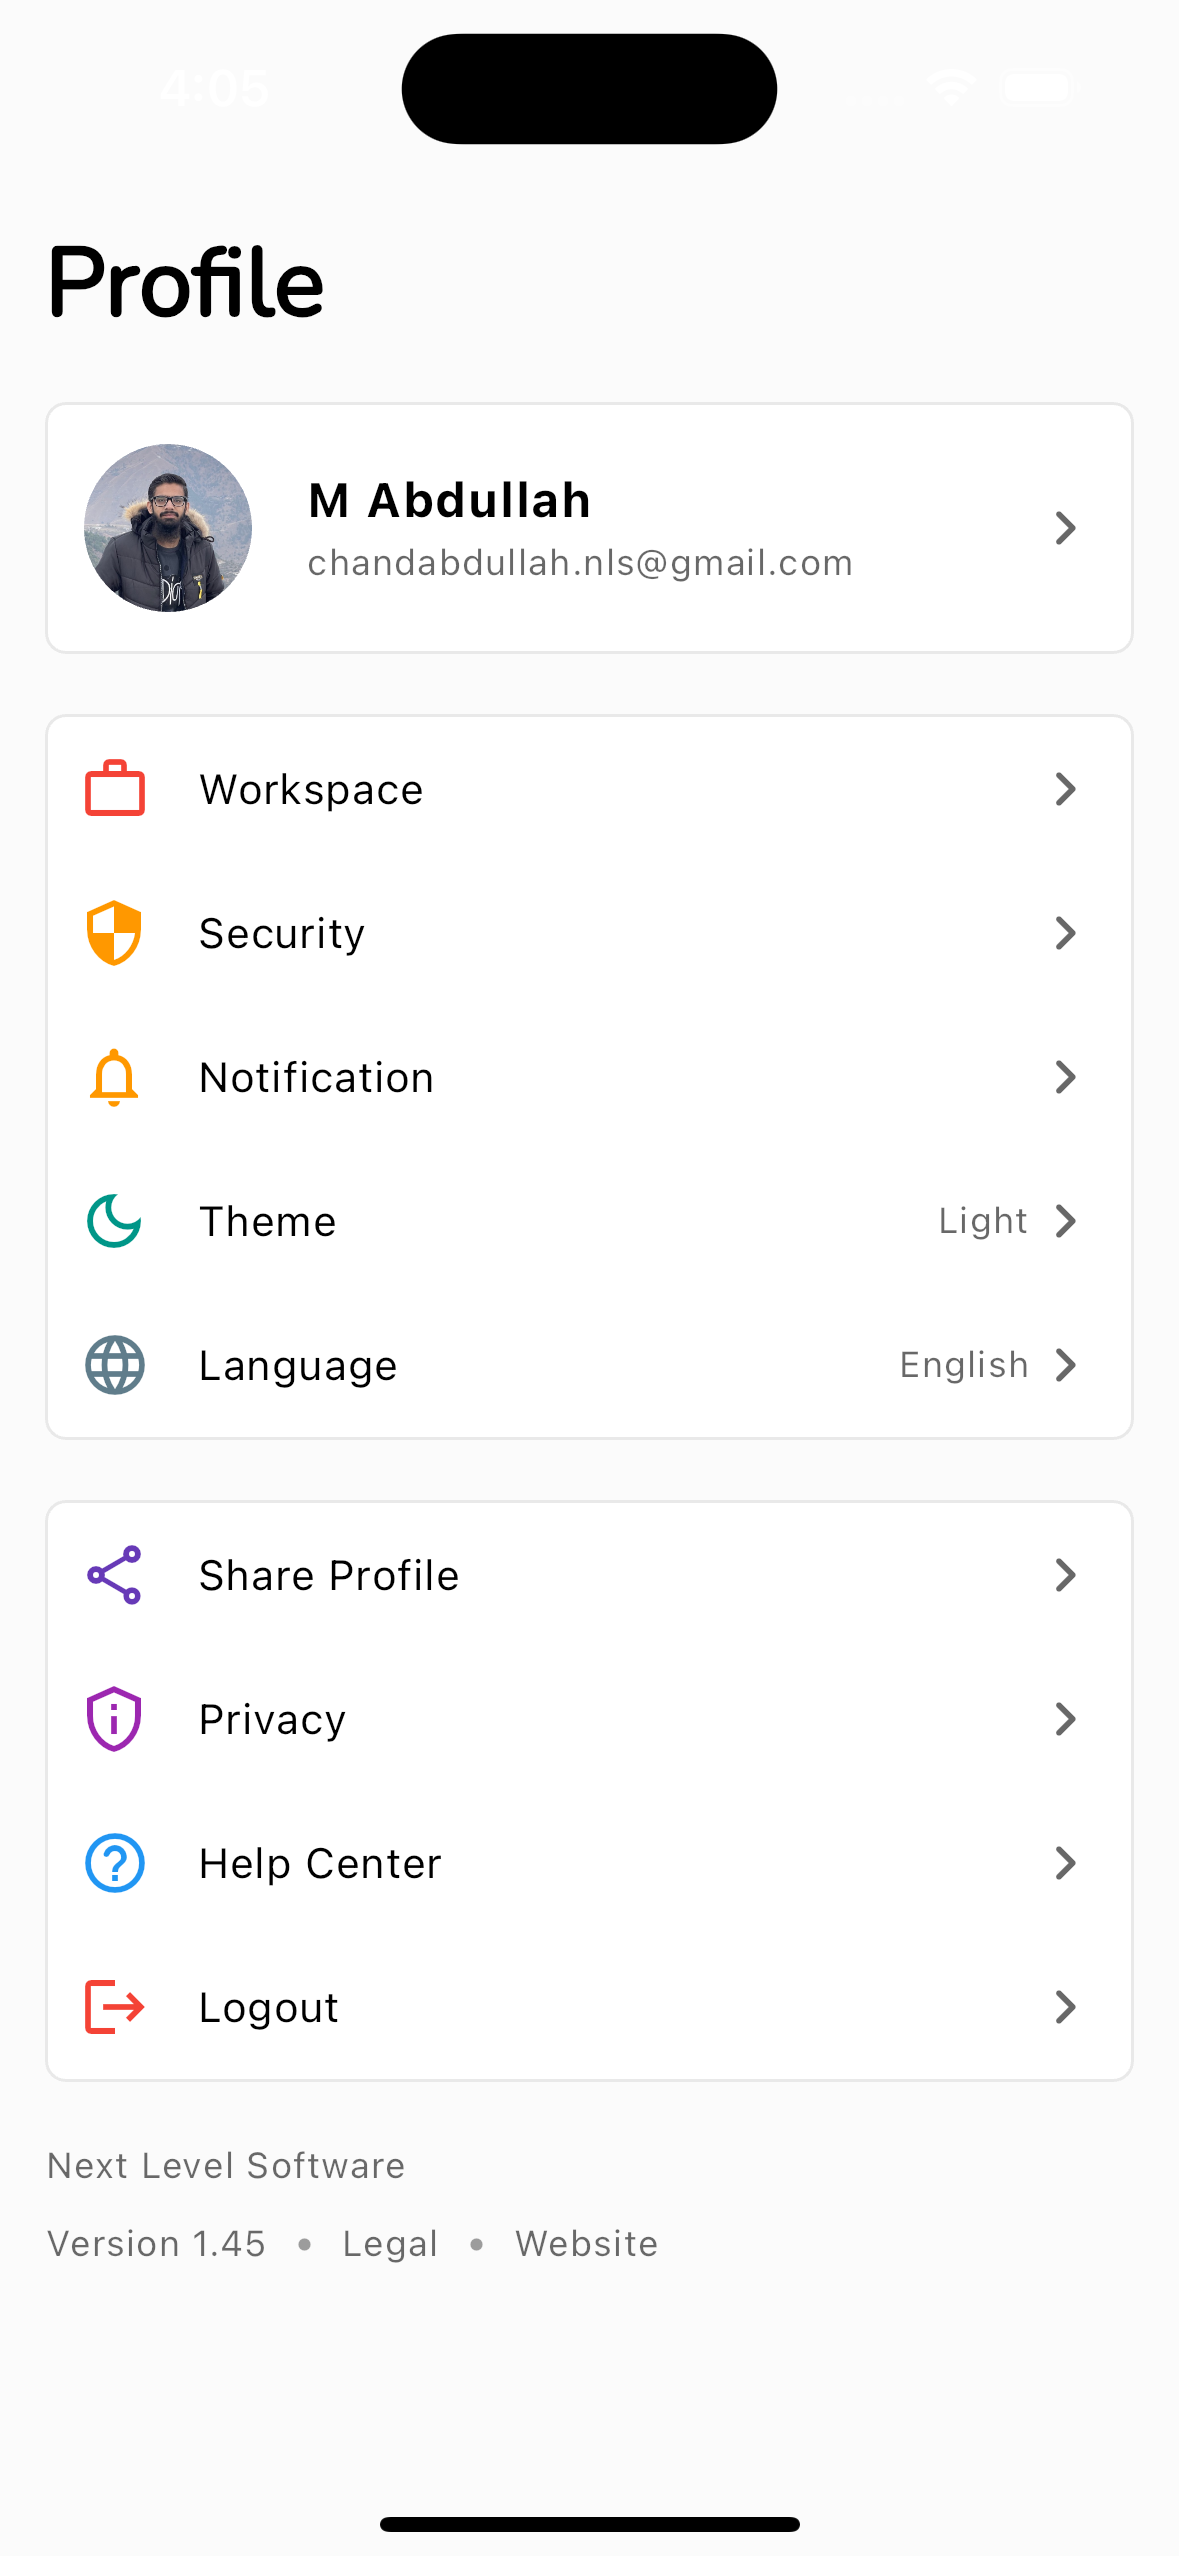 4:05
Profile
M Abdullah
chandabdullah.nls@gmail.com
Workspace
Security
Notification
Theme Light
Language English
Share Profile
Privacy
Help Center
Logout
Next Level Software
Version 1.45 • Legal • Website